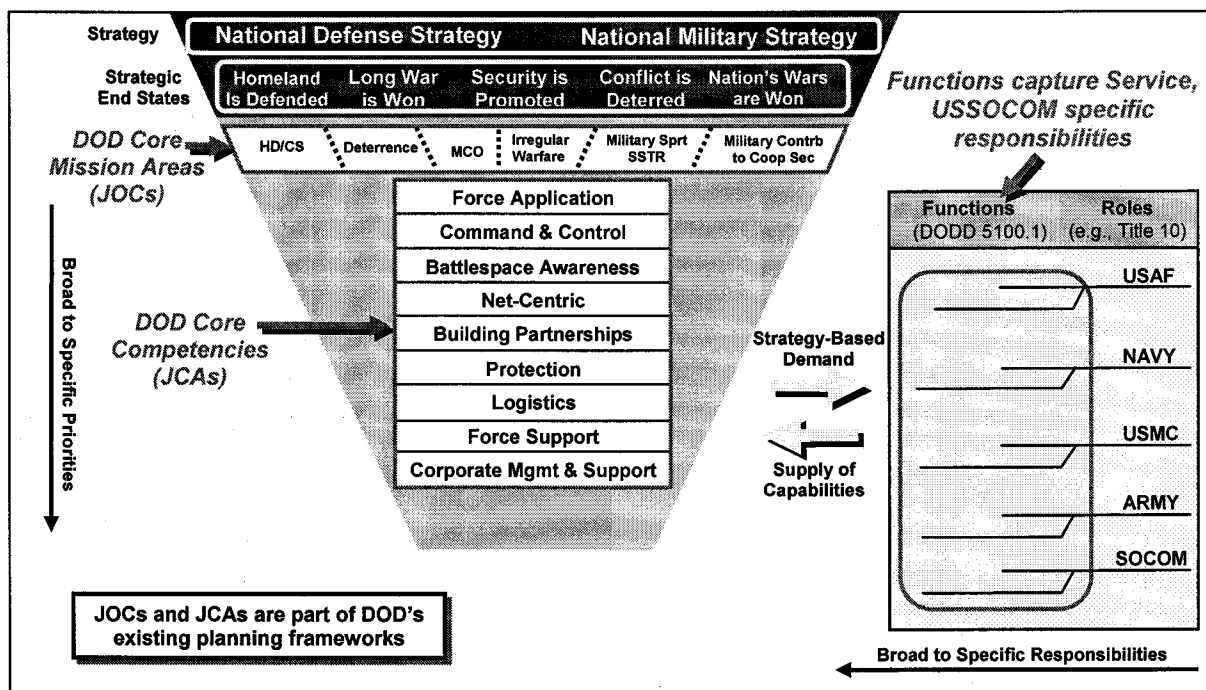 Strategy
National Defense Strategy National Military Strategy
Strategic
End States
Homeland
Is Defended
Long War
is Won
Security is
Promoted
Conflict is
Deterred
Nation's Wars
are Won
DOD Core
Mission Areas
(JOCs)
HD/CS
Deterrence
MCO
Irregular
Warfare
Military Sprt
SSTR
Military Contrb
to Coop Sec
Broad to Specific Priorities
DOD Core
Competencies
(JCAs)
Force Application
Command & Control
Battlespace Awareness
Net-Centric
Building Partnerships
Protection
Logistics
Force Support
Corporate Mgmt & Support
Strategy-Based
Demand
Supply of
Capabilities
Functions capture Service,
USSOCOM specific
responsibilities
Functions
(DODD 5100.1)
Roles
(e.g., Title 10)
USAF
NAVY
USMC
ARMY
SOCOM
JOCs and JCAs are part of DOD's
existing planning frameworks
Broad to Specific Responsibilities